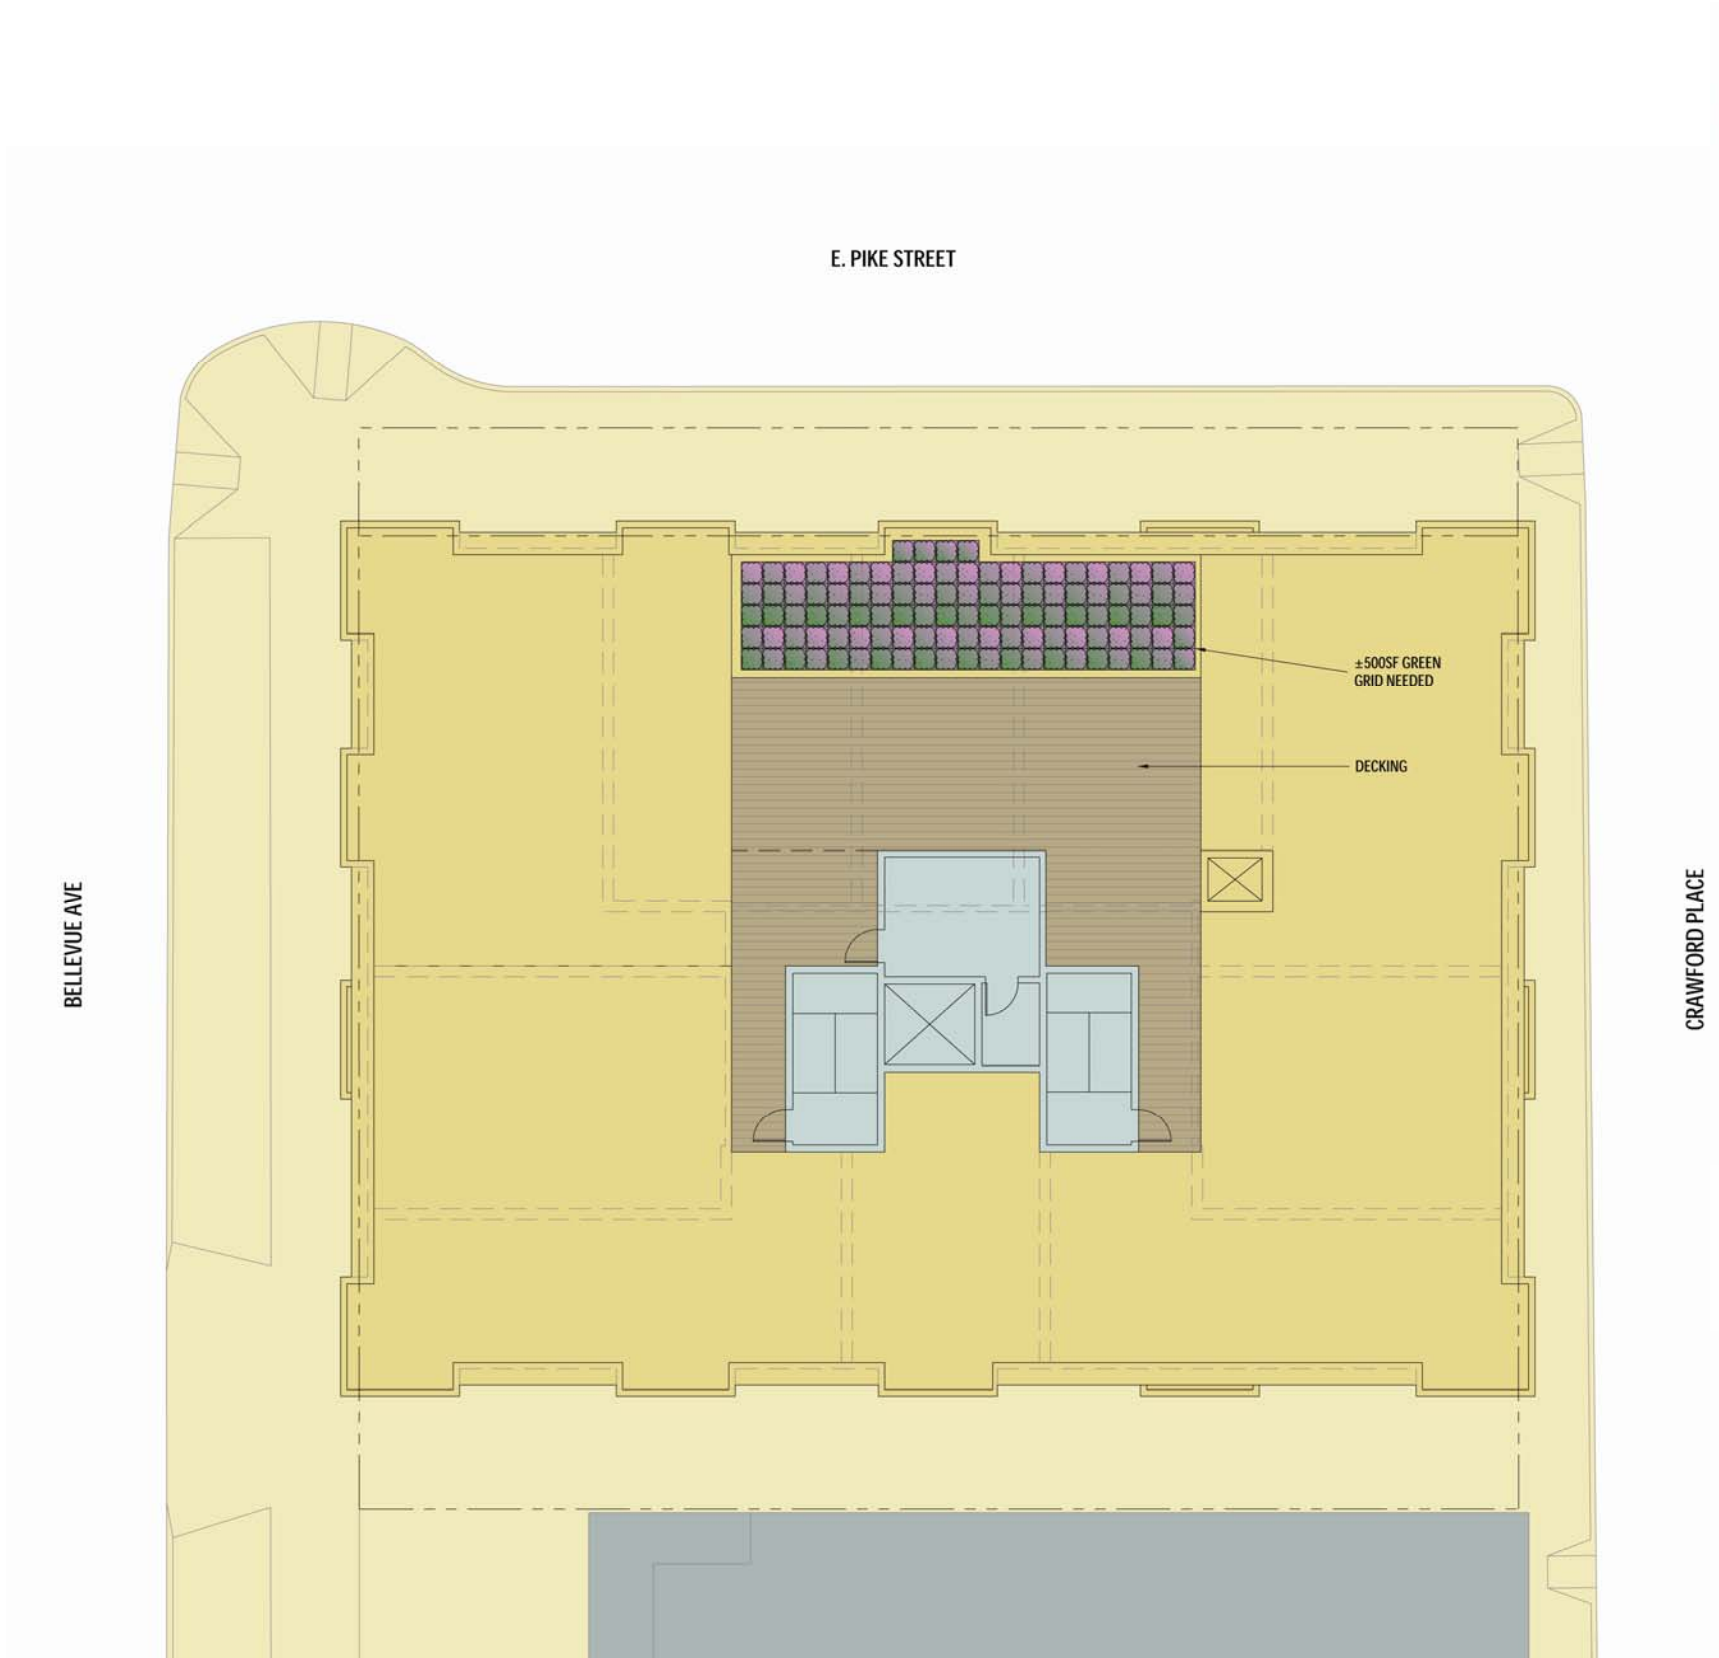 E. PIKE STREET
±500SF GREEN
GRID NEEDED
DECKING
BELLEVUE AVE
CRAWFORD PLACE